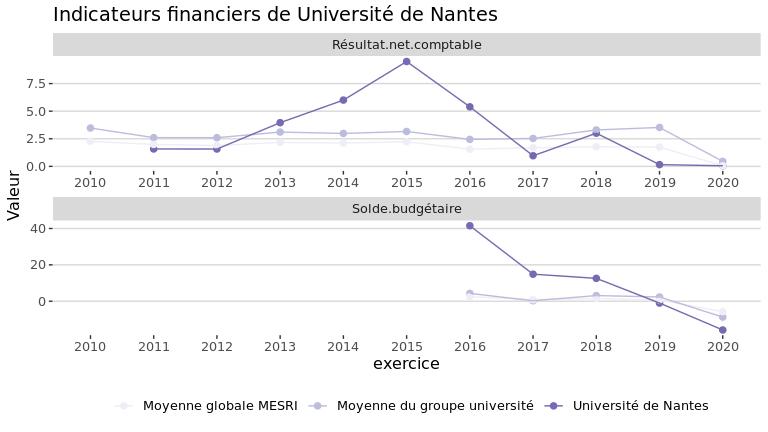 Indicateurs financiers de Université de Nantes
Résultat.net.comptable
7.5
5.0
2.5
0.0
2010 2011 2012 2013 2014 2015 2016 2017 2018 2019 2020
Valeur
Solde.budgétaire
40
20
0
2010 2011 2012 2013 2014 2015 2016 2017 2018 2019 2020
exercice
Moyenne globale MESRI Moyenne du groupe université Université de Nantes